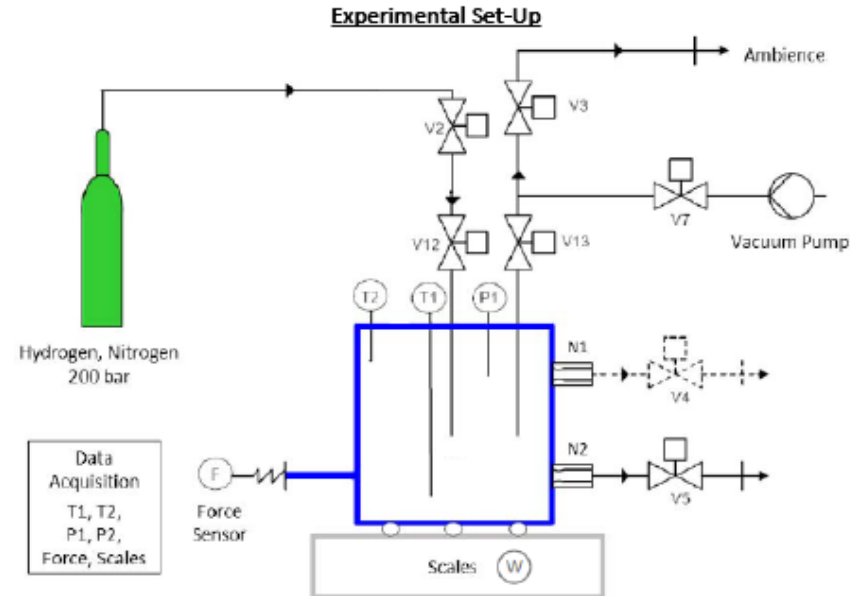 Experimental Set-Up
Ambience
V2
V3
V12
V13
V7
Vacuum Pump
T2
T1
P1
Hydrogen, Nitrogen
200 bar
N1
V4
Data
Acquisition
T1, T2,
P1, P2,
Force, Scales
F
Force
Sensor
N2
V5
Scales
W